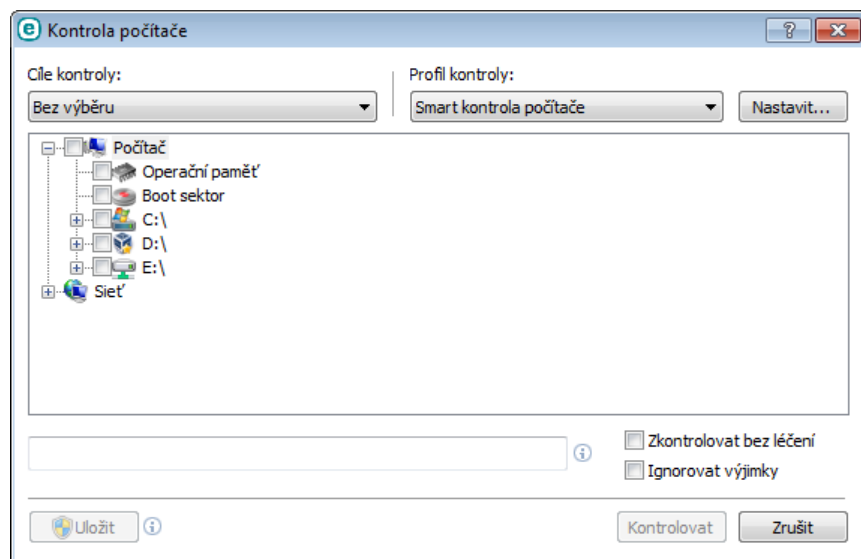 Kontrola počítače
Cíle kontroly:
Profil kontroly:
Bez výběru
Smart kontrola počítače
Nastavit...
Počítač
Operační paměť
Boot sektor
C:\
D:\
E:\
Sieť
Zkontrolovat bez léčení
Ignorovat výjimky
Uložit
Kontrolovat
Zrušit